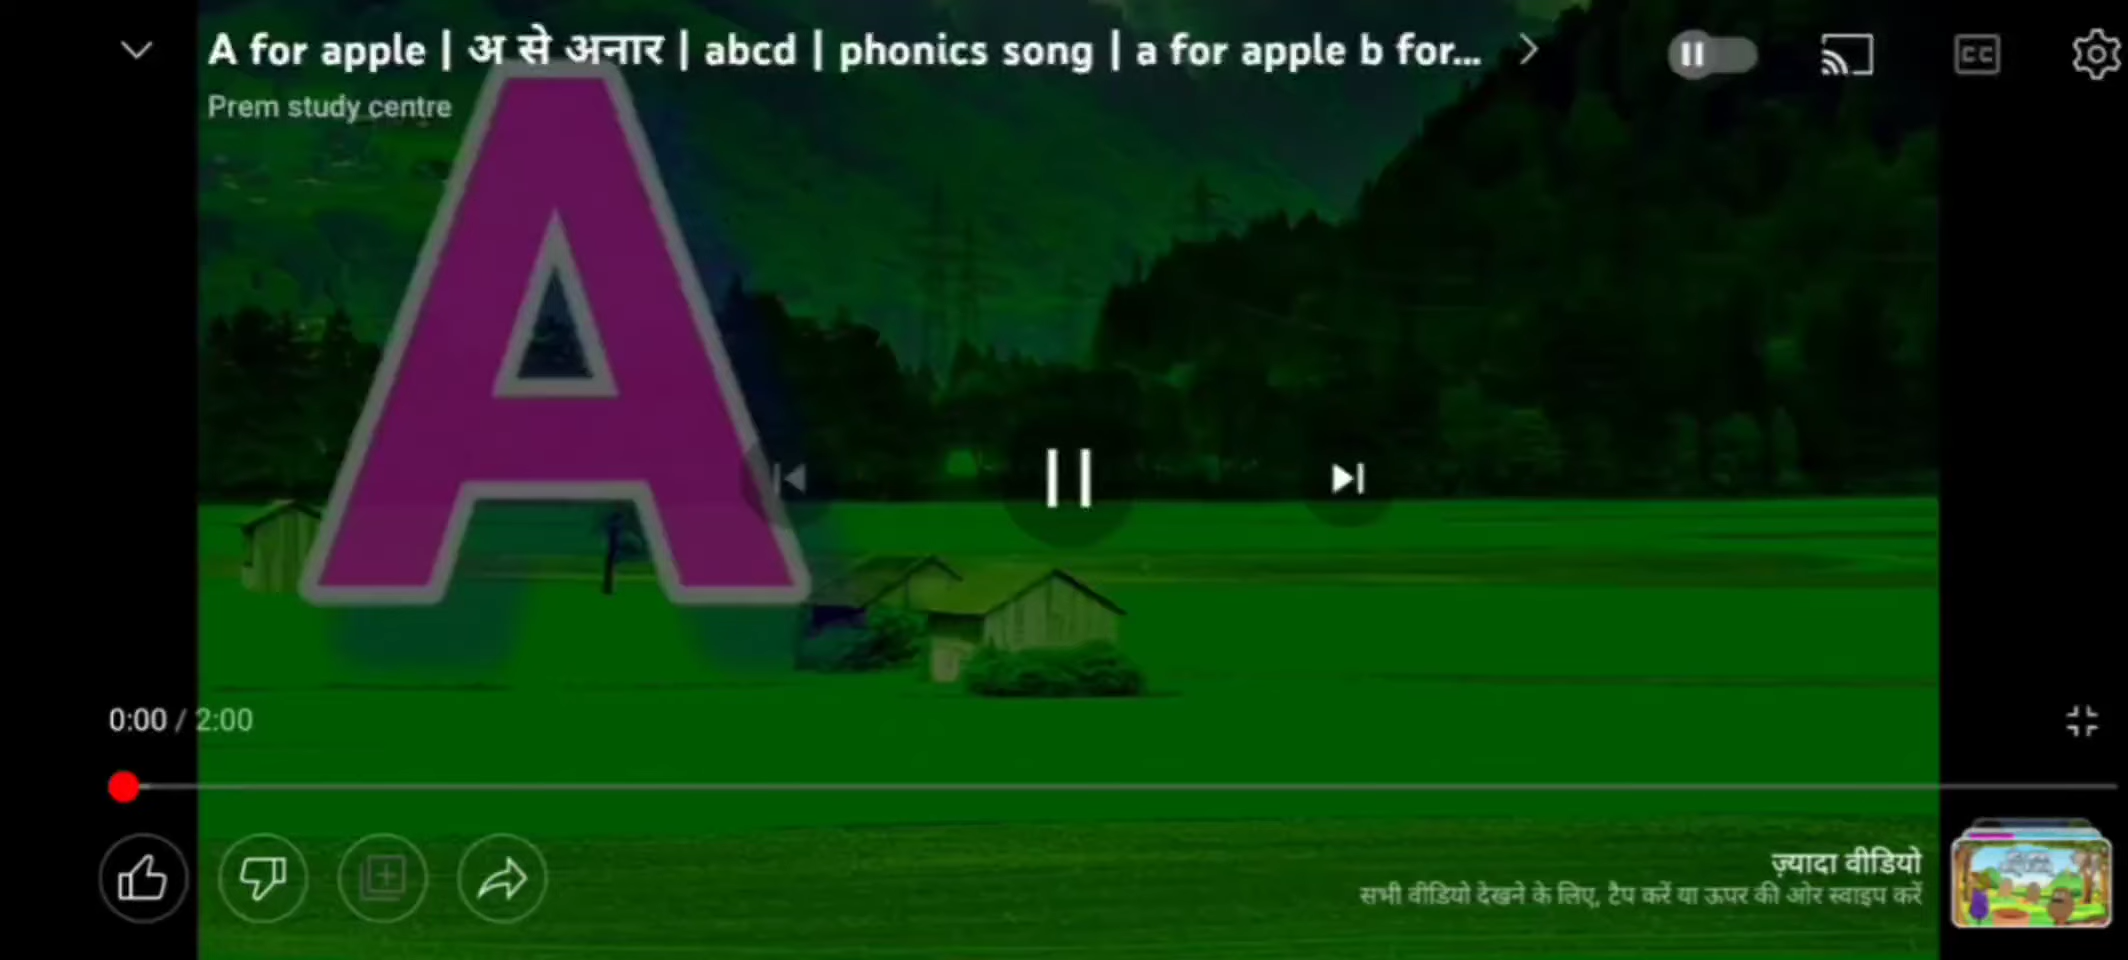 A for apple | अ से अनार | abcd | phonics song | a for apple b for...
Prem study centre
CC
A
0:00 / 2:00
ज़्यादा वीडियो
सभी वीडियो देखने के लिए, टैप करें या ऊपर की ओर स्वाइप करें